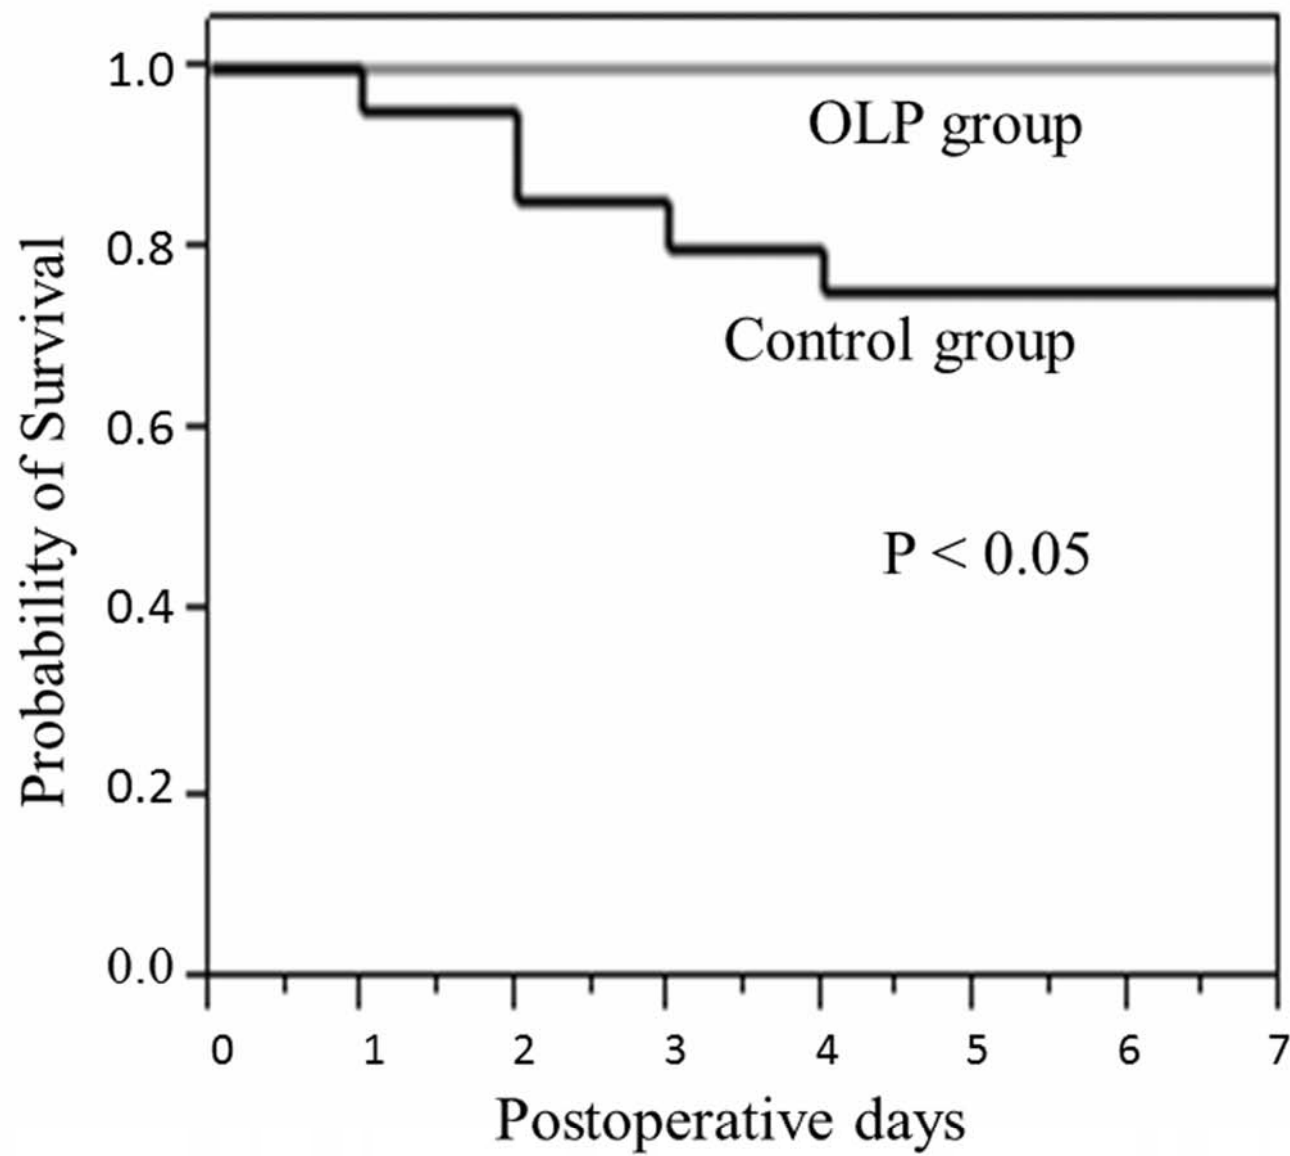 Probability of Survival
1.0
0.8
0.6
0.4
0.2
0.0
OLP group
Control group
P < 0.05
0 1 2 3 4 5 6 7
Postoperative days